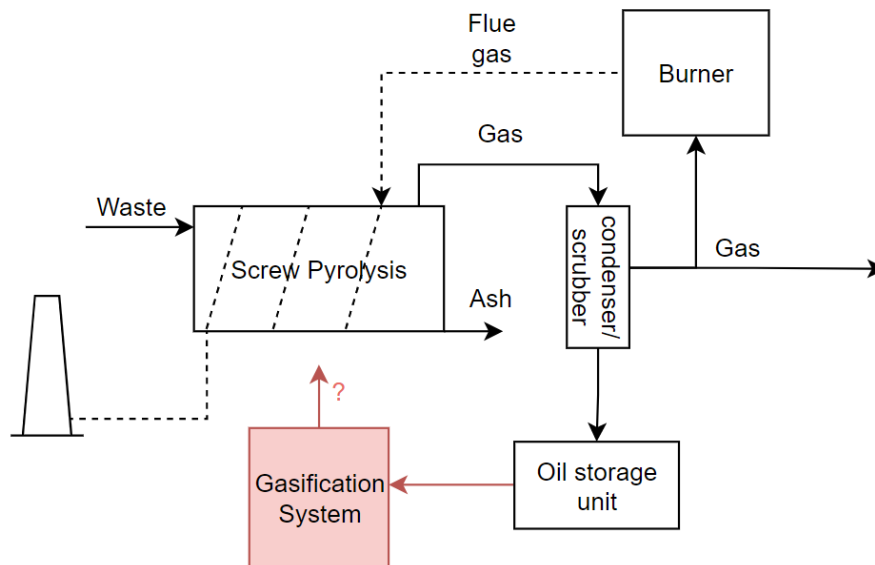 Flue
gas
Burner
Gas
Waste
Screw Pyrolysis
condenser/
scrubber
Gas
Ash
?
Gasification
System
Oil storage
unit